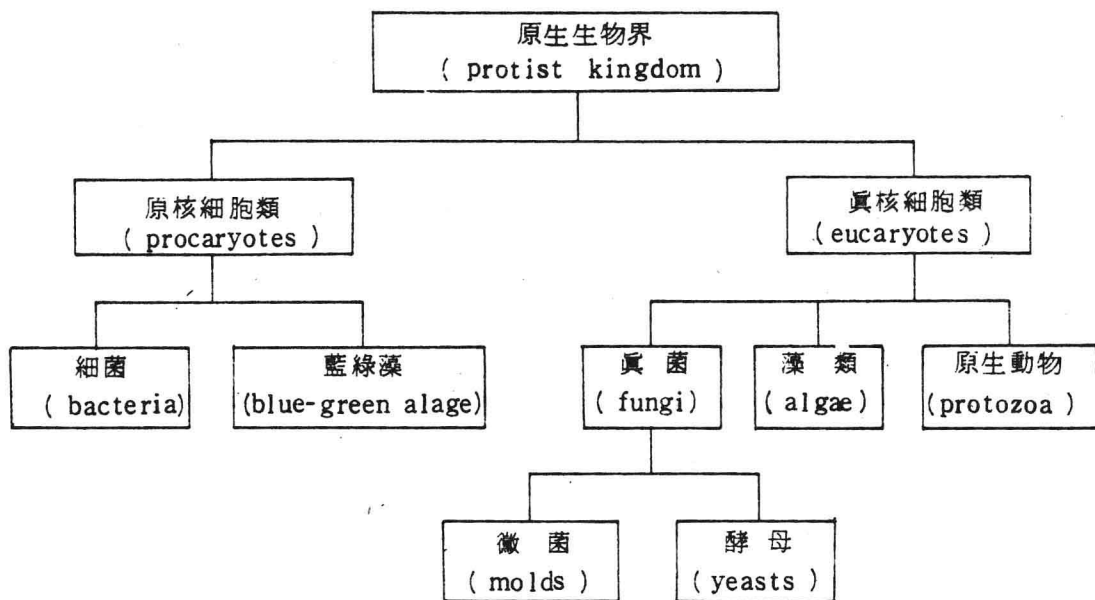 原生生物界
( protist kingdom )
原核細胞類
( procaryotes )
眞核細胞類
( eucaryotes )
細菌
( bacteria)
藍綠藻
(blue-green alage)
眞菌
( fungi )
藻類
( algae )
原生動物
(protozoa )
黴菌
( molds )
酵母
( yeasts )